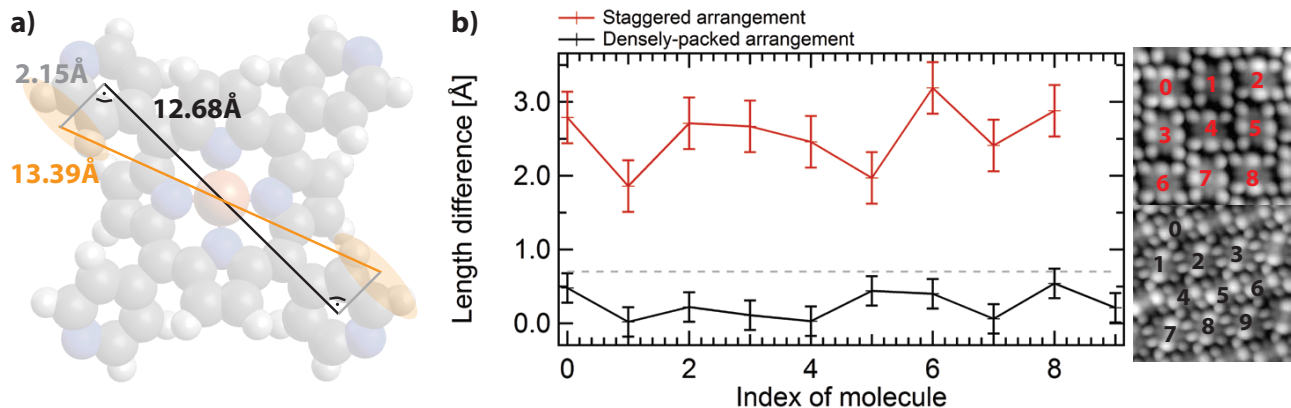 a)
2.15Å
12.68Å
13.39Å
b)
Staggered arrangement
Densely-packed arrangement
Length difference [Å]
3.0
2.0
1.0
0.0
0 2 4 6 8
Index of molecule
0 1 2
3 4 5
6 7 8
0
1 2 3
4 5 6
7 8 9